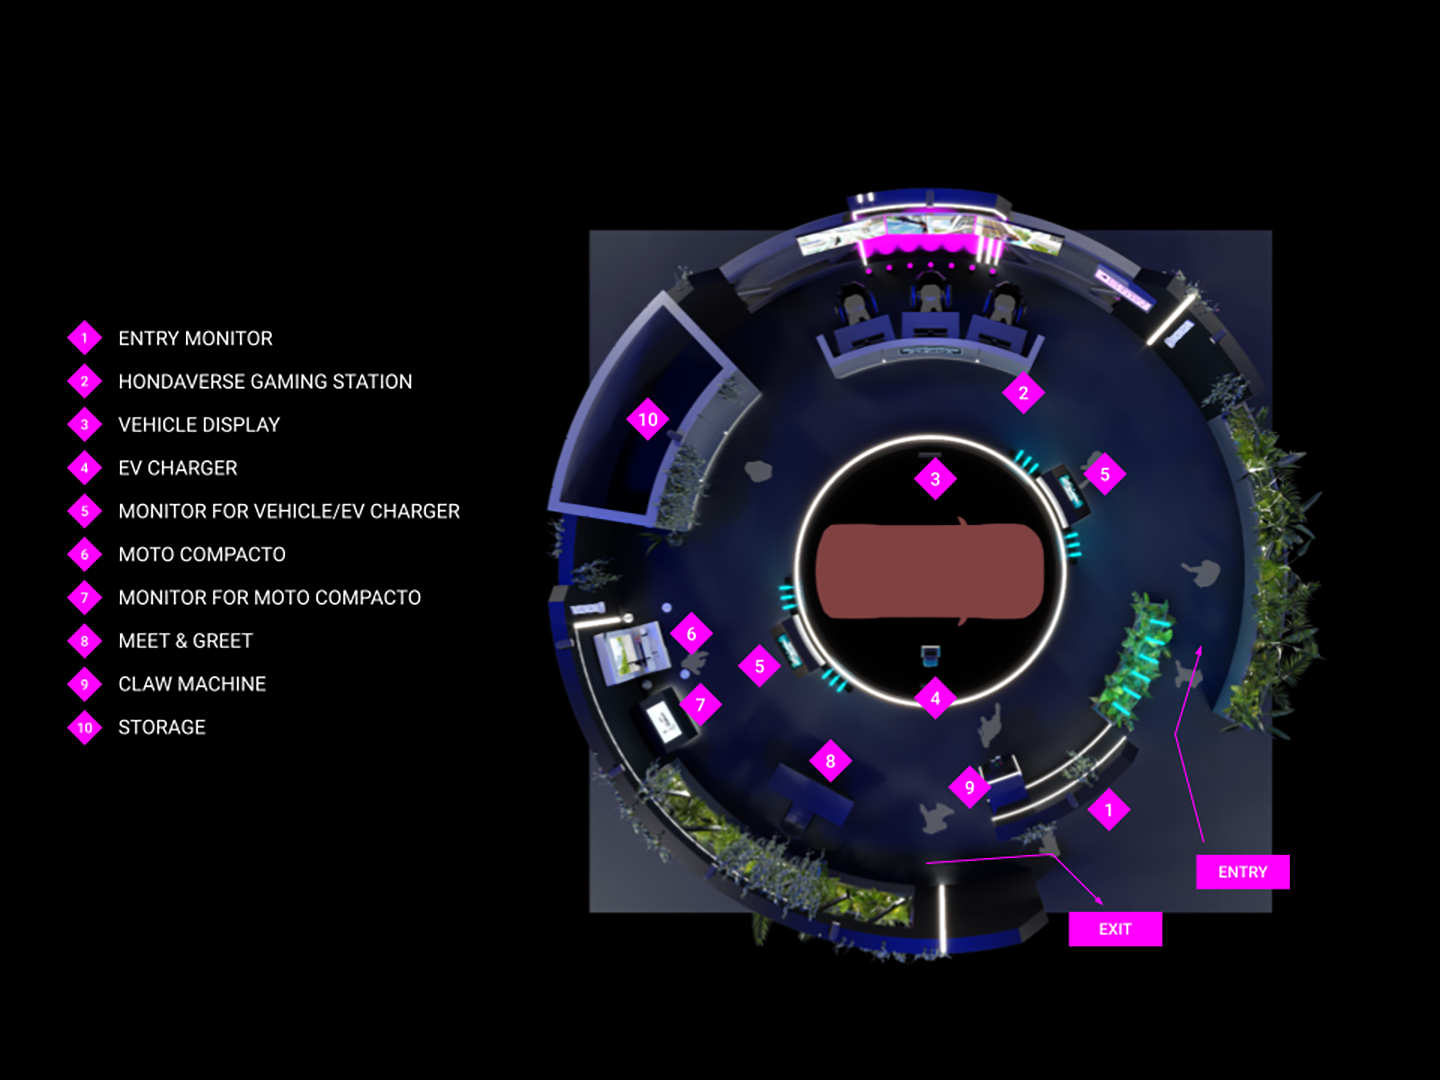 1 ENTRY MONITOR
2 HONDAVERSE GAMING STATION
3 VEHICLE DISPLAY
4 EV CHARGER
5 MONITOR FOR VEHICLE/EV CHARGER
6 MOTO COMPACTO
7 MONITOR FOR MOTO COMPACTO
8 MEET & GREET
9 CLAW MACHINE
10 STORAGE
2
10
3
5
6
5
7
4
8
9
1
ENTRY
EXIT